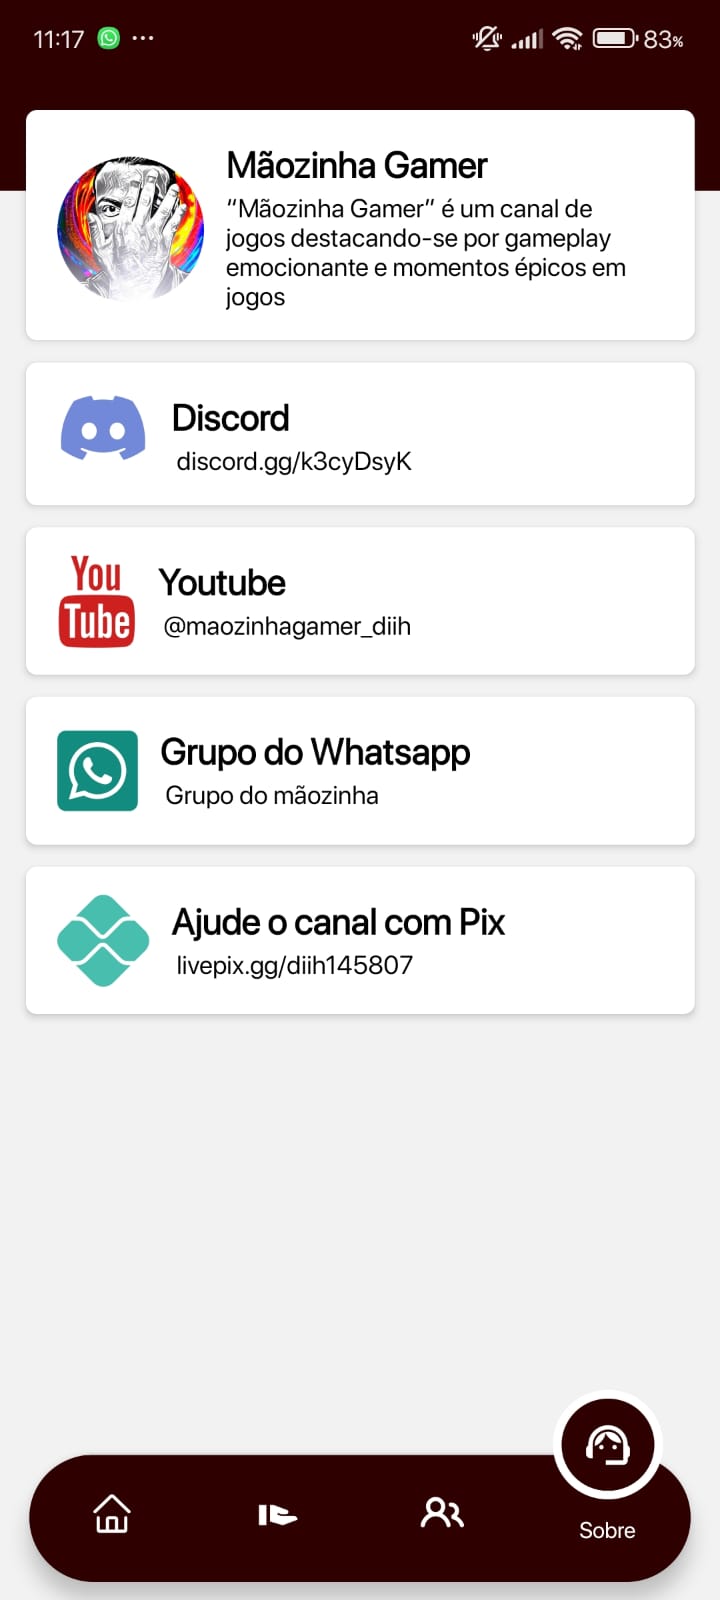 11:17 83%
Mãozinha Gamer
“Mãozinha Gamer” é um canal de
jogos destacando-se por gameplay
emocionante e momentos épicos em
jogos
Discord
discord.gg/k3cyDsyK
You
Tube
Youtube
@maozinhagamer_diih
Grupo do Whatsapp
Grupo do mãozinha
Ajude o canal com Pix
livepix.gg/diih145807
Sobre